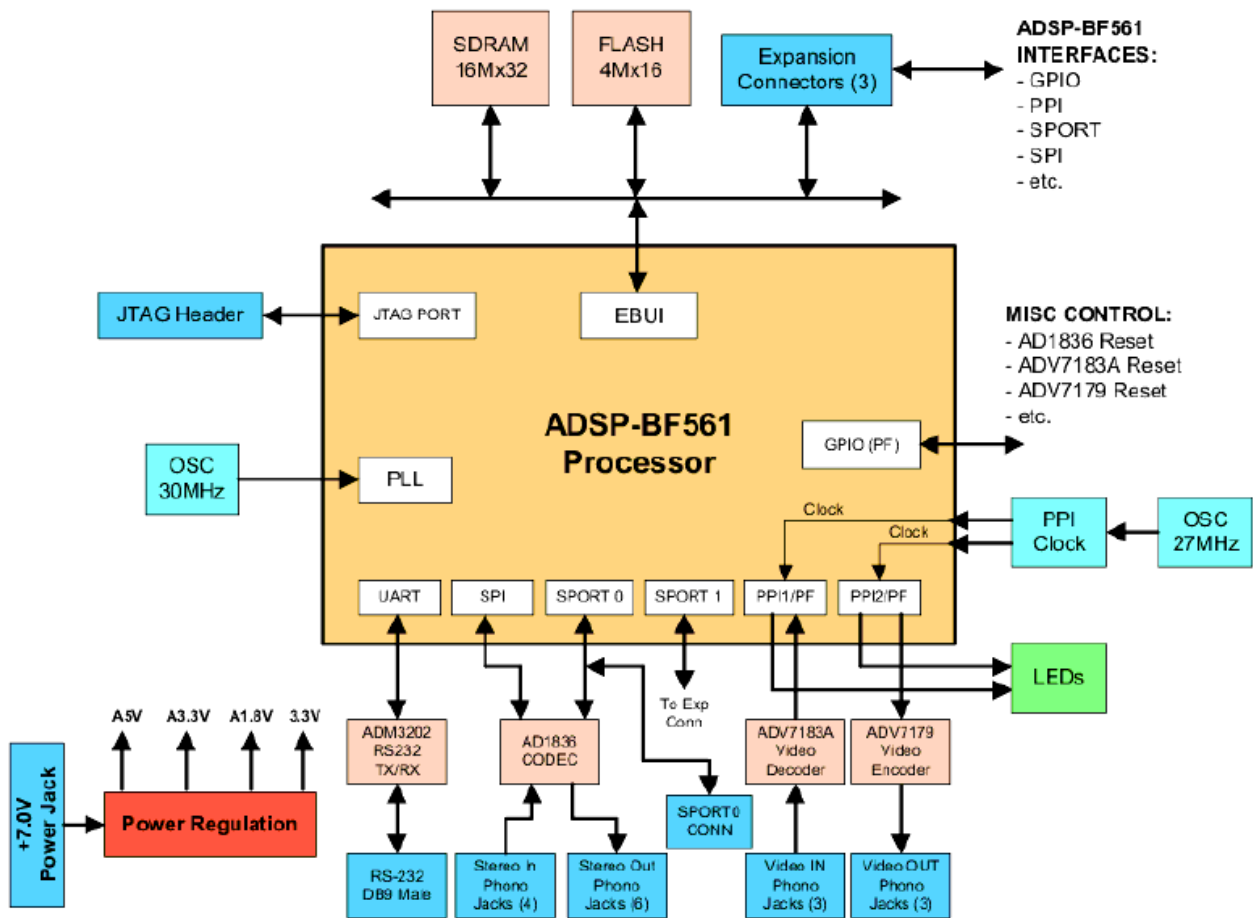 SDRAM
16Mx32
FLASH
4Mx16
Expansion
Connectors (3)
ADSP-BF561
INTERFACES:
- GPIO
- PPI
- SPORT
- SPI
- etc.
JTAG Header
JTAG PORT
EBUI
MISC CONTROL:
- AD1836 Reset
- ADV7183A Reset
- ADV7179 Reset
- etc.
ADSP-BF561
Processor
GPIO (PF)
OSC
30MHz
PLL
Clock
Clock
PPI
Clock
OSC
27MHz
UART
SPI
SPORT 0
SPORT 1
PPI1/PF
PPI2/PF
LEDs
To Exp
Conn
A5V
A3.3V
A1.8V
3.3V
+7.0V
Power Jack
Power Regulation
ADM3202
RS232
TX/RX
AD1836
CODEC
ADV7183A
Video
Decoder
ADV7179
Video
Encoder
SPORT0
CONN
RS-232
DB9 Male
Stereo In
Phono
Jacks (4)
Stereo Out
Phono
Jacks (6)
Video IN
Phono
Jacks (3)
Video OUT
Phono
Jacks (3)